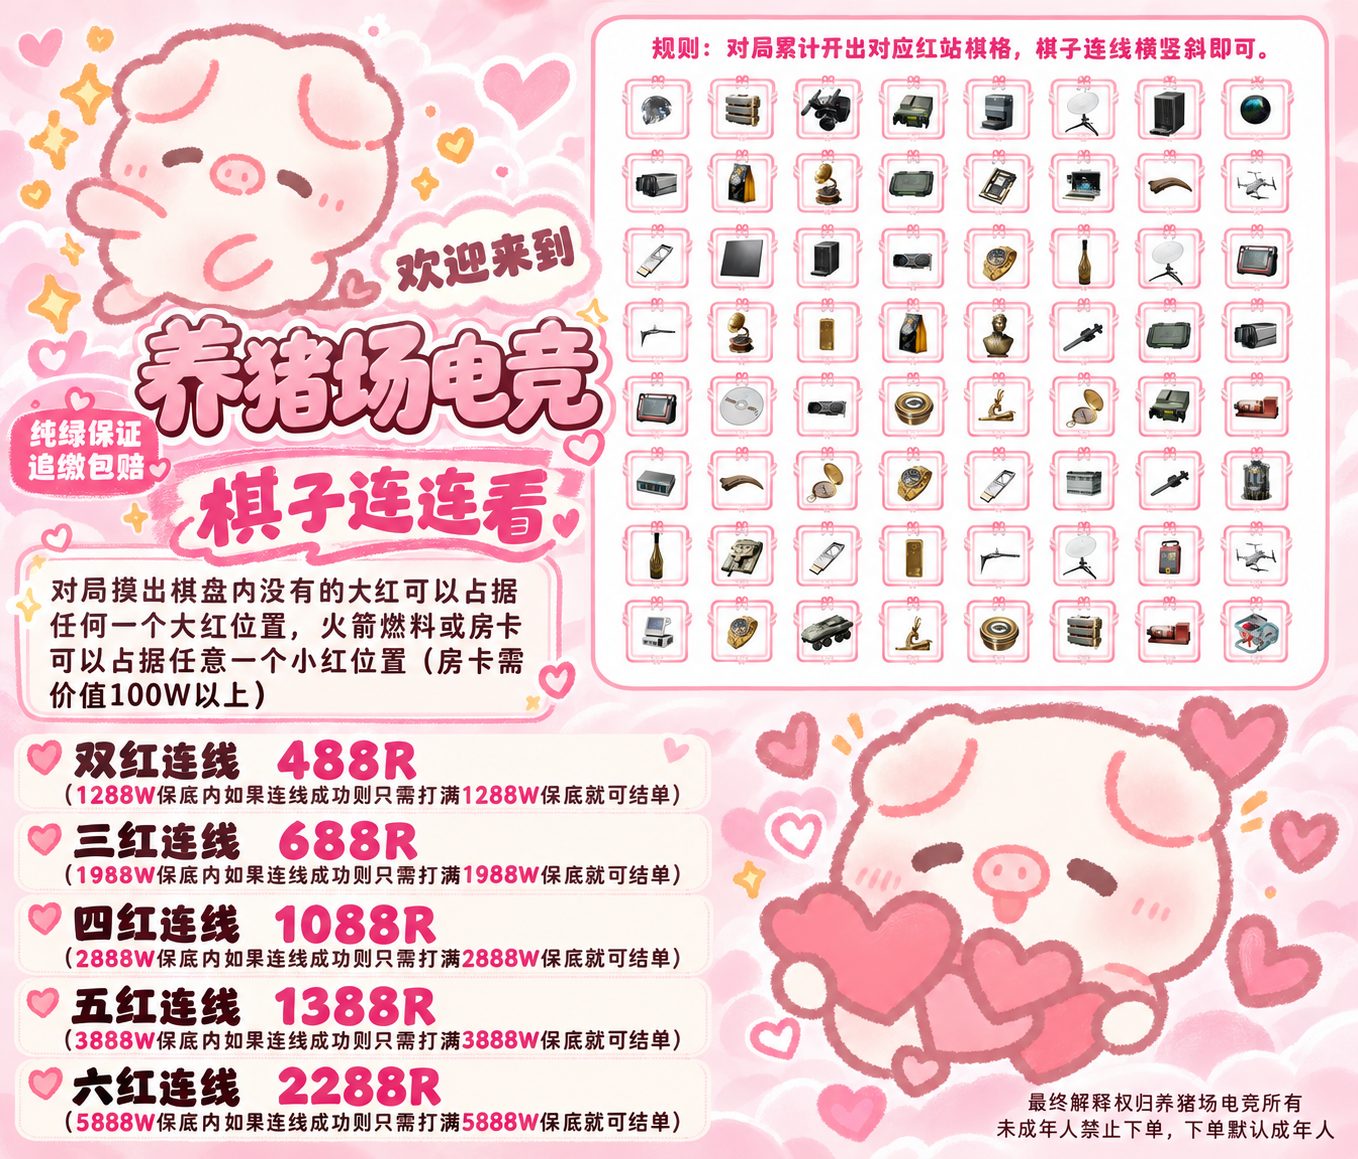 欢迎来到
养猪场电竞
纯绿保证
追缴包赔
棋子连连看
对局摸出棋盘内没有的大红可以占据
任何一个大红位置，火箭燃料或房卡
可以占据任意一个小红位置（房卡需
价值100W以上）
双红连线 488R
（1288W保底内如果连线成功则只需打满1288W保底就可结单）
三红连线 688R
（1988W保底内如果连线成功则只需打满1988W保底就可结单）
四红连线 1088R
（2888W保底内如果连线成功则只需打满2888W保底就可结单）
五红连线 1388R
（3888W保底内如果连线成功则只需打满3888W保底就可结单）
六红连线 2288R
（5888W保底内如果连线成功则只需打满5888W保底就可结单）
规则：对局累计开出对应红站棋格，棋子连线横竖斜即可。
最终解释权归养猪场电竞所有
未成年人禁止下单，下单默认成年人